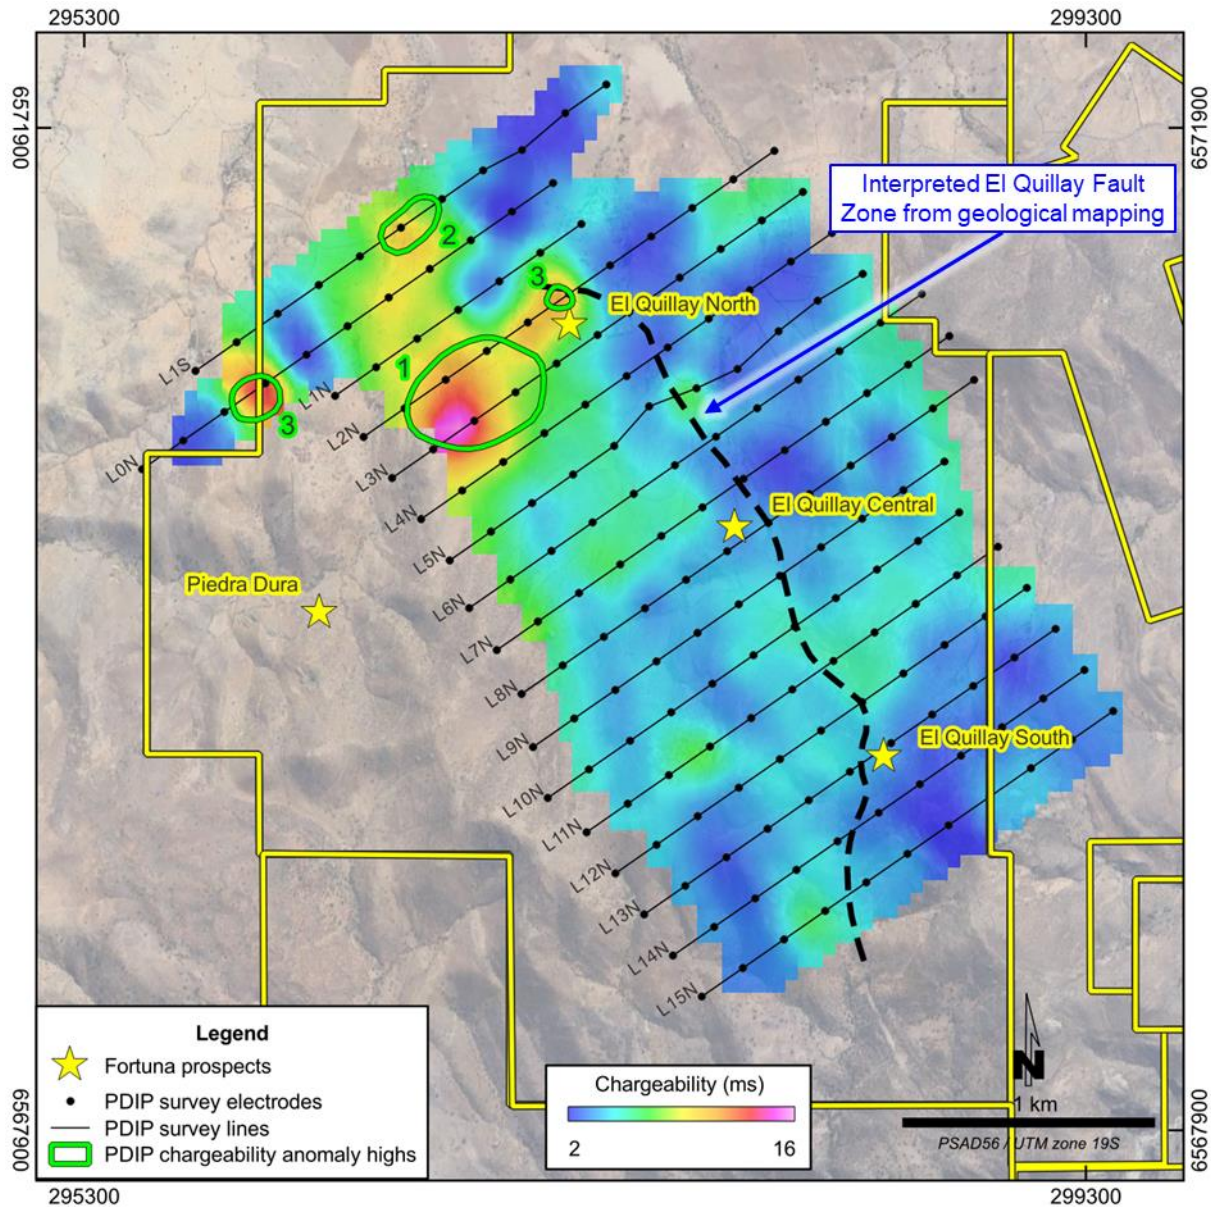 295300
299300
6571900
6571900
Interpreted El Quillay Fault
Zone from geological mapping
2
3
El Quillay North
1
L1S
3
L1N
L2N
L0N
L3N
L4N
El Quillay Central
L5N
Piedra Dura
L6N
L7N
L8N
L9N
El Quillay South
L10N
L11N
L12N
L13N
L14N
L15N
Legend
Fortuna prospects
PDIP survey electrodes
PDIP survey lines
PDIP chargeability anomaly highs
Chargeability (ms)
2
16
N
1 km
PSAD56 / UTM zone 19S
6567900
6567900
295300
299300